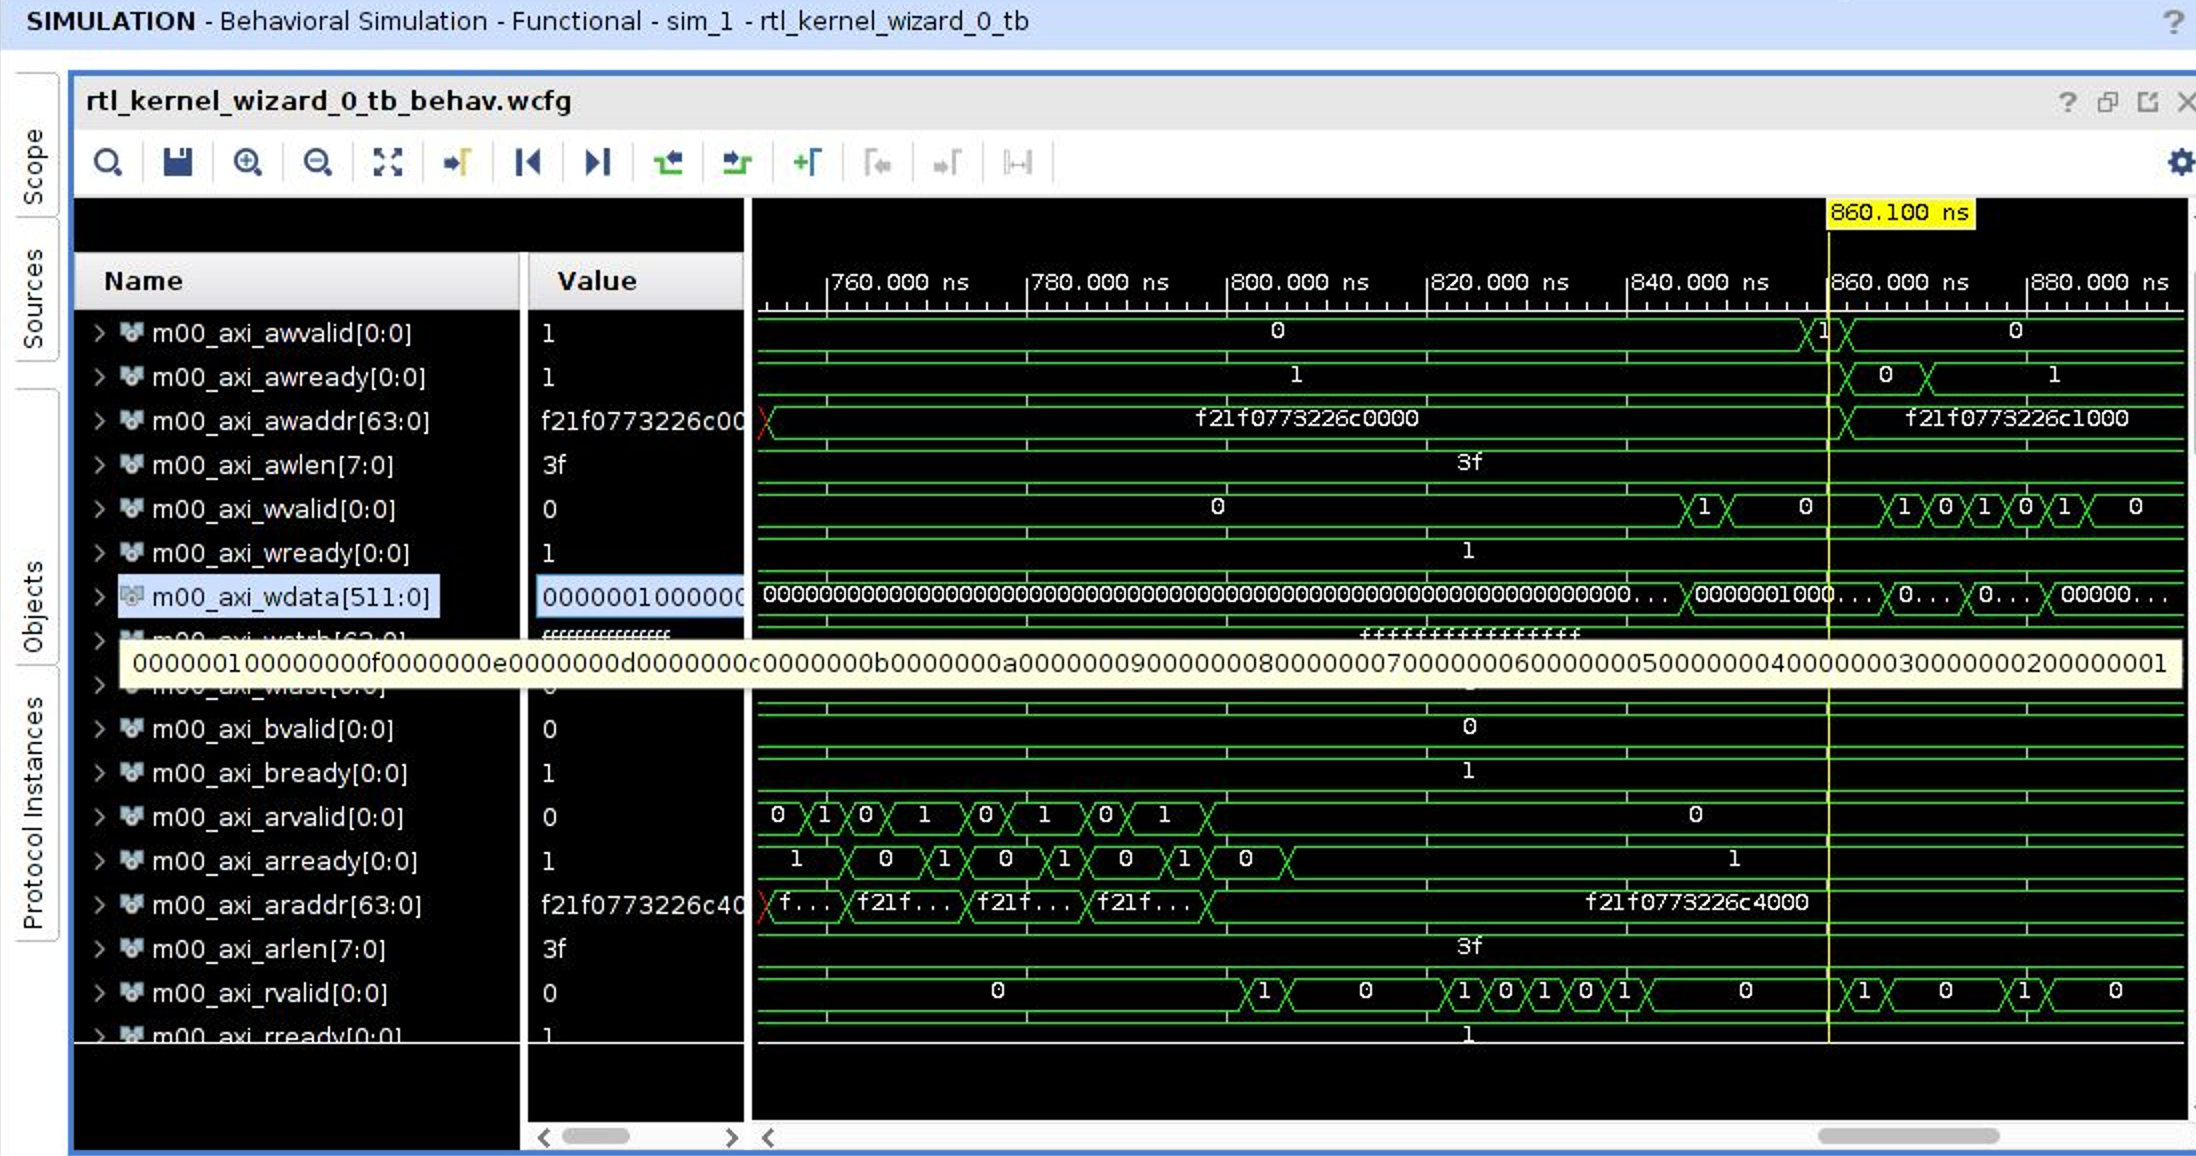 SIMULATION - Behavioral Simulation - Functional - sim_1 - rtl_kernel_wizard_0_tb ?
rtl_kernel_wizard_0_tb_behav.wcfg ?
Scope
Sources
Objects
Protocol Instances
860.100 ns
Name Value 760.000 ns 780.000 ns 800.000 ns 820.000 ns 840.000 ns 860.000 ns 880.000 ns
m00_axi_awvalid[0:0] 1 0 1 0
m00_axi_awready[0:0] 1 1 0 1
m00_axi_awaddr[63:0] f21f0773226c00 f21f0773226c0000 f21f0773226c1000
m00_axi_awlen[7:0] 3f 3f
m00_axi_wvalid[0:0] 0 0 1 0 1 0 1 0 1 0
m00_axi_wready[0:0] 1 1
m00_axi_wdata[511:0] 0000001000000 00000000000000000000000000000000000000000000000000000000000000... 0000001000... 0... 0... 00000...
m00_axi_wstrb[63:0] ffffffffffffffff ffffffffffffffff
000000100000000f0000000e0000000d0000000c0000000b0000000a000000090000000800000007000000060000000500000004000000030000000200000001
m00_axi_wlast[0:0] 0
m00_axi_bvalid[0:0] 0 0
m00_axi_bready[0:0] 1 1
m00_axi_arvalid[0:0] 0 0 1 0 1 0 1 0 1 0
m00_axi_arready[0:0] 1 1 0 1 0 1 0 1 0 1
m00_axi_araddr[63:0] f21f0773226c40 f... f21f... f21f... f21f... f21f0773226c4000
m00_axi_arlen[7:0] 3f 3f
m00_axi_rvalid[0:0] 0 0 1 0 1 0 1 0 1 0 1 0 1 0
m00_axi_rready[0:0] 1 1